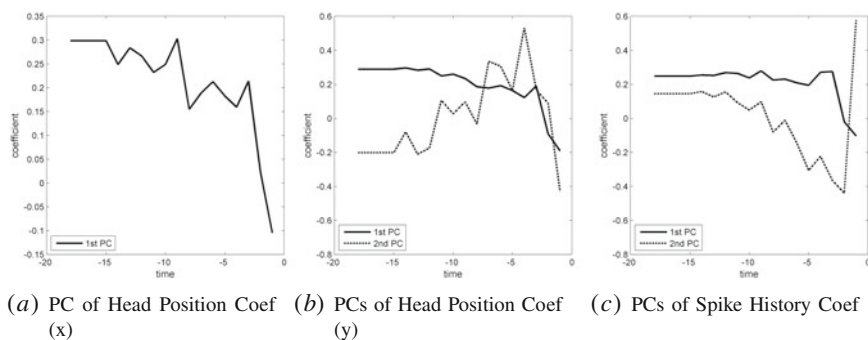 0.35
0.3
0.25
0.2
0.15
0.1
0.05
0
-0.05
-0.1
-0.15
coefficient
1st PC
-20
-15
-10
-5
0
time
0.6
0.4
0.2
0
-0.2
-0.4
-0.6
-0.8
coefficient
1st PC
2nd PC
-20
-15
-10
-5
0
time
0.6
0.4
0.2
0
-0.2
-0.4
-0.6
-0.8
coefficient
1st PC
2nd PC
-20
-15
-10
-5
0
time
(a) PC of Head Position Coef
(x)
(b) PCs of Head Position Coef
(y)
(c) PCs of Spike History Coef